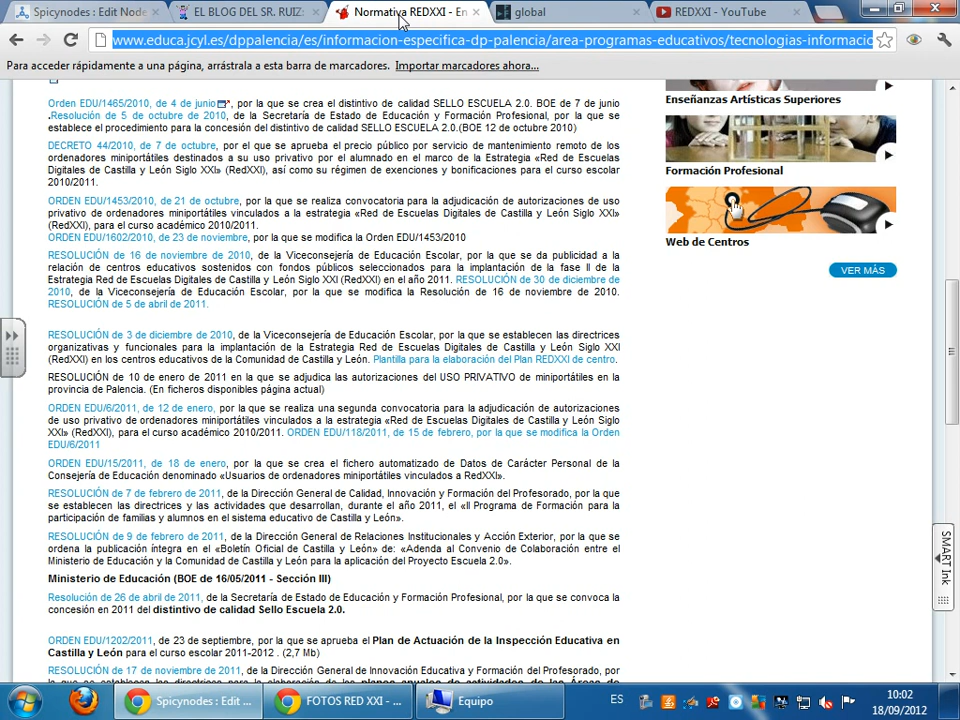 Spicynodes : Edit Node
EL BLOG DEL SR. RUIZ:
Normativa REDXXI - En
global
REDXXI - YouTube
www.educa.jcyl.es/dppalencia/es/informacion-especifica-dp-palencia/area-programas-educativos/tecnologias-informacio
Para acceder rápidamente a una página, arrástrala a esta barra de marcadores. Importar marcadores ahora...
Orden EDU/1465/2010, de 4 de junio, por la que se crea el distintivo de calidad SELLO ESCUELA 2.0. BOE de 7 de junio
.Resolución de 5 de octubre de 2010, de la Secretaría de Estado de Educación y Formación Profesional, por la que se
establece el procedimiento para la concesión del distintivo de calidad SELLO ESCUELA 2.0.(BOE 12 de octubre 2010)
DECRETO 44/2010, de 7 de octubre, por el que se aprueba el precio público por servicio de mantenimiento remoto de los
ordenadores miniportátiles destinados a su uso privativo por el alumnado en el marco de la Estrategia «Red de Escuelas
Digitales de Castilla y León Siglo XXI» (RedXXI), así como su régimen de exenciones y bonificaciones para el curso escolar
2010/2011.
ORDEN EDU/1453/2010, de 21 de octubre, por la que se realiza convocatoria para la adjudicación de autorizaciones de uso
privativo de ordenadores miniportátiles vinculados a la estrategia «Red de Escuelas Digitales de Castilla y León Siglo XXI»
(RedXXI), para el curso académico 2010/2011.
ORDEN EDU/1602/2010, de 23 de noviembre, por la que se modifica la Orden EDU/1453/2010
RESOLUCIÓN de 16 de noviembre de 2010, de la Viceconsejería de Educación Escolar, por la que se da publicidad a la
relación de centros educativos sostenidos con fondos públicos seleccionados para la implantación de la fase II de la
Estrategia Red de Escuelas Digitales de Castilla y León Siglo XXI (RedXXI) en el año 2011. RESOLUCIÓN de 30 de diciembre de
2010, de la Viceconsejería de Educación Escolar, por la que se modifica la Resolución de 16 de noviembre de 2010.
RESOLUCIÓN de 5 de abril de 2011.
RESOLUCIÓN de 3 de diciembre de 2010, de la Viceconsejería de Educación Escolar, por la que se establecen las directrices
organizativas y funcionales para la implantación de la Estrategia Red de Escuelas Digitales de Castilla y León Siglo XXI
(RedXXI) en los centros educativos de la Comunidad de Castilla y León. Plantilla para la elaboración del Plan REDXXI de centro.
RESOLUCIÓN de 10 de enero de 2011 en la que se adjudica las autorizaciones del USO PRIVATIVO de miniportátiles en la
provincia de Palencia. (En ficheros disponibles página actual)
ORDEN EDU/6/2011, de 12 de enero, por la que se realiza una segunda convocatoria para la adjudicación de autorizaciones
de uso privativo de ordenadores miniportátiles vinculados a la estrategia «Red de Escuelas Digitales de Castilla y León Siglo
XXI» (RedXXI), para el curso académico 2010/2011. ORDEN EDU/118/2011, de 15 de febrero, por la que se modifica la Orden
EDU/6/2011
ORDEN EDU/15/2011, de 18 de enero, por la que se crea el fichero automatizado de Datos de Carácter Personal de la
Consejería de Educación denominado «Usuarios de ordenadores miniportátiles vinculados a RedXXI».
RESOLUCIÓN de 7 de febrero de 2011, de la Dirección General de Calidad, Innovación y Formación del Profesorado, por la que
se establecen las directrices y las actividades que desarrollan, durante el año 2011, el «II Programa de Formación para la
participación de familias y alumnos en el sistema educativo de Castilla y León».
RESOLUCIÓN de 9 de febrero de 2011, de la Dirección General de Relaciones Institucionales y Acción Exterior, por la que se
ordena la publicación íntegra en el «Boletín Oficial de Castilla y León» de: «Adenda al Convenio de Colaboración entre el
Ministerio de Educación y la Comunidad de Castilla y León para la aplicación del Proyecto Escuela 2.0».
Ministerio de Educación (BOE de 16/05/2011 - Sección III)
Resolución de 26 de abril de 2011, de la Secretaría de Estado de Educación y Formación Profesional, por la que se convoca la
concesión en 2011 del distintivo de calidad Sello Escuela 2.0.
ORDEN EDU/1202/2011, de 23 de septiembre, por la que se aprueba el Plan de Actuación de la Inspección Educativa en
Castilla y León para el curso escolar 2011-2012 . (2,7 Mb)
RESOLUCIÓN de 17 de noviembre de 2011, de la Dirección General de Innovación Educativa y Formación del Profesorado, por
Enseñanzas Artísticas Superiores
Formación Profesional
Web de Centros
VER MÁS
SMART Ink
Spicynodes : Edit ...
FOTOS RED XXI - ...
Equipo
ES
10:02
18/09/2012